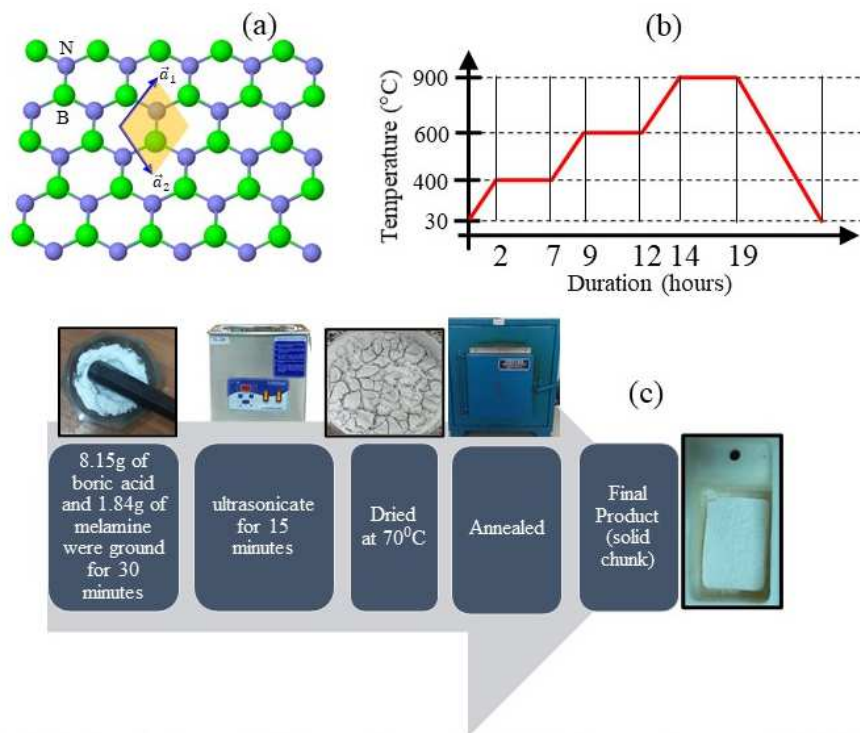 (a)
N
B
a⃗₁
a⃗₂
(b)
Temperature (°C)
900
600
400
30
2 7 9 12 14 19
Duration (hours)
(c)
8.15g of
boric acid
and 1.84g of
melamine
were ground
for 30
minutes
ultrasonicate
for 15
minutes
Dried
at 70⁰C
Annealed
Final
Product
(solid
chunk)